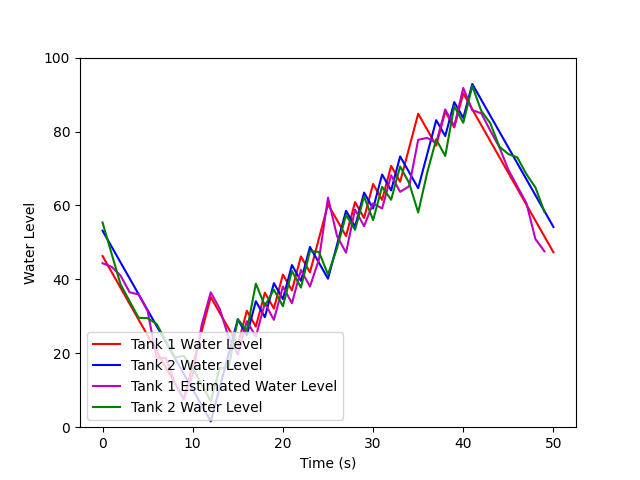 100
80
60
40
20
0
Water Level
Tank 1 Water Level
Tank 2 Water Level
Tank 1 Estimated Water Level
Tank 2 Water Level
0 10 20 30 40 50
Time (s)